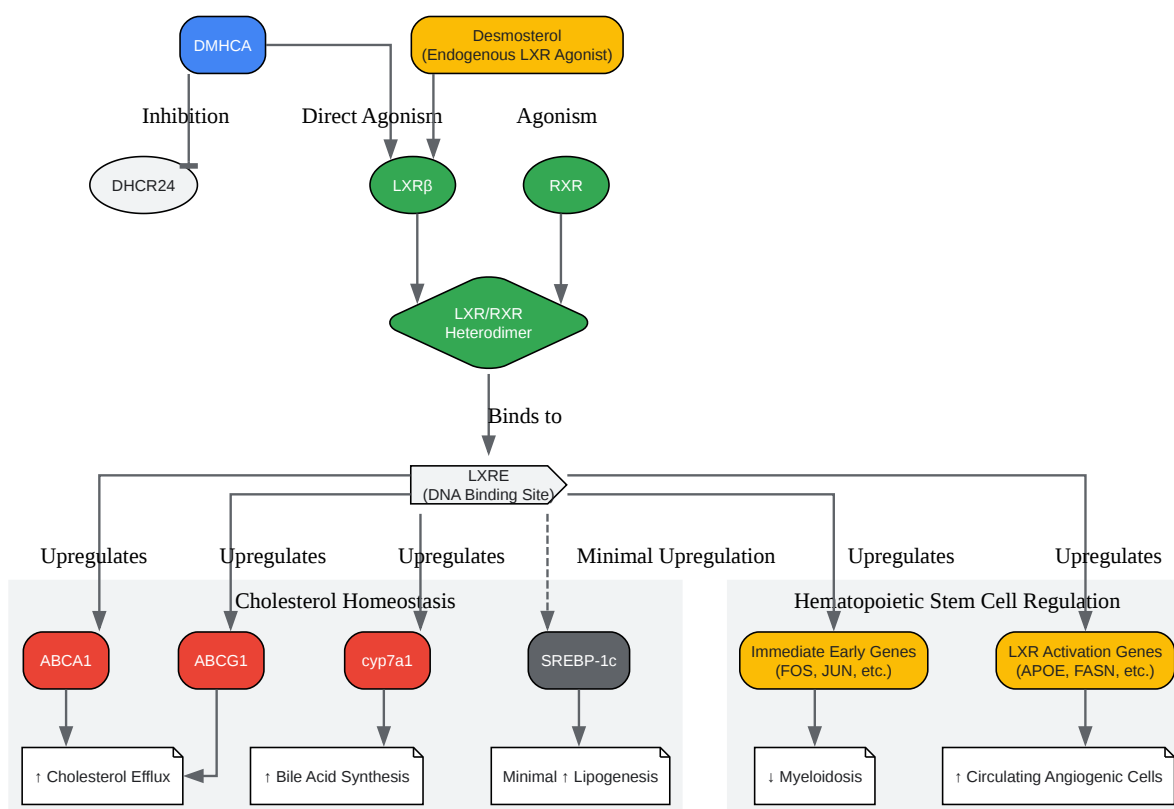 DMHCA
Desmosterol
(Endogenous LXR Agonist)
Inhibition
Direct Agonism
Agonism
DHCR24
LXRβ
RXR
LXR/RXR
Heterodimer
Binds to
LXRE
(DNA Binding Site)
Upregulates
Upregulates
Upregulates
Minimal Upregulation
Upregulates
Upregulates
Cholesterol Homeostasis
Hematopoietic Stem Cell Regulation
ABCA1
ABCG1
cyp7a1
SREBP-1c
Immediate Early Genes
(FOS, JUN, etc.)
LXR Activation Genes
(APOE, FASN, etc.)
↑ Cholesterol Efflux
↑ Bile Acid Synthesis
Minimal ↑ Lipogenesis
↓ Myeloidosis
↑ Circulating Angiogenic Cells